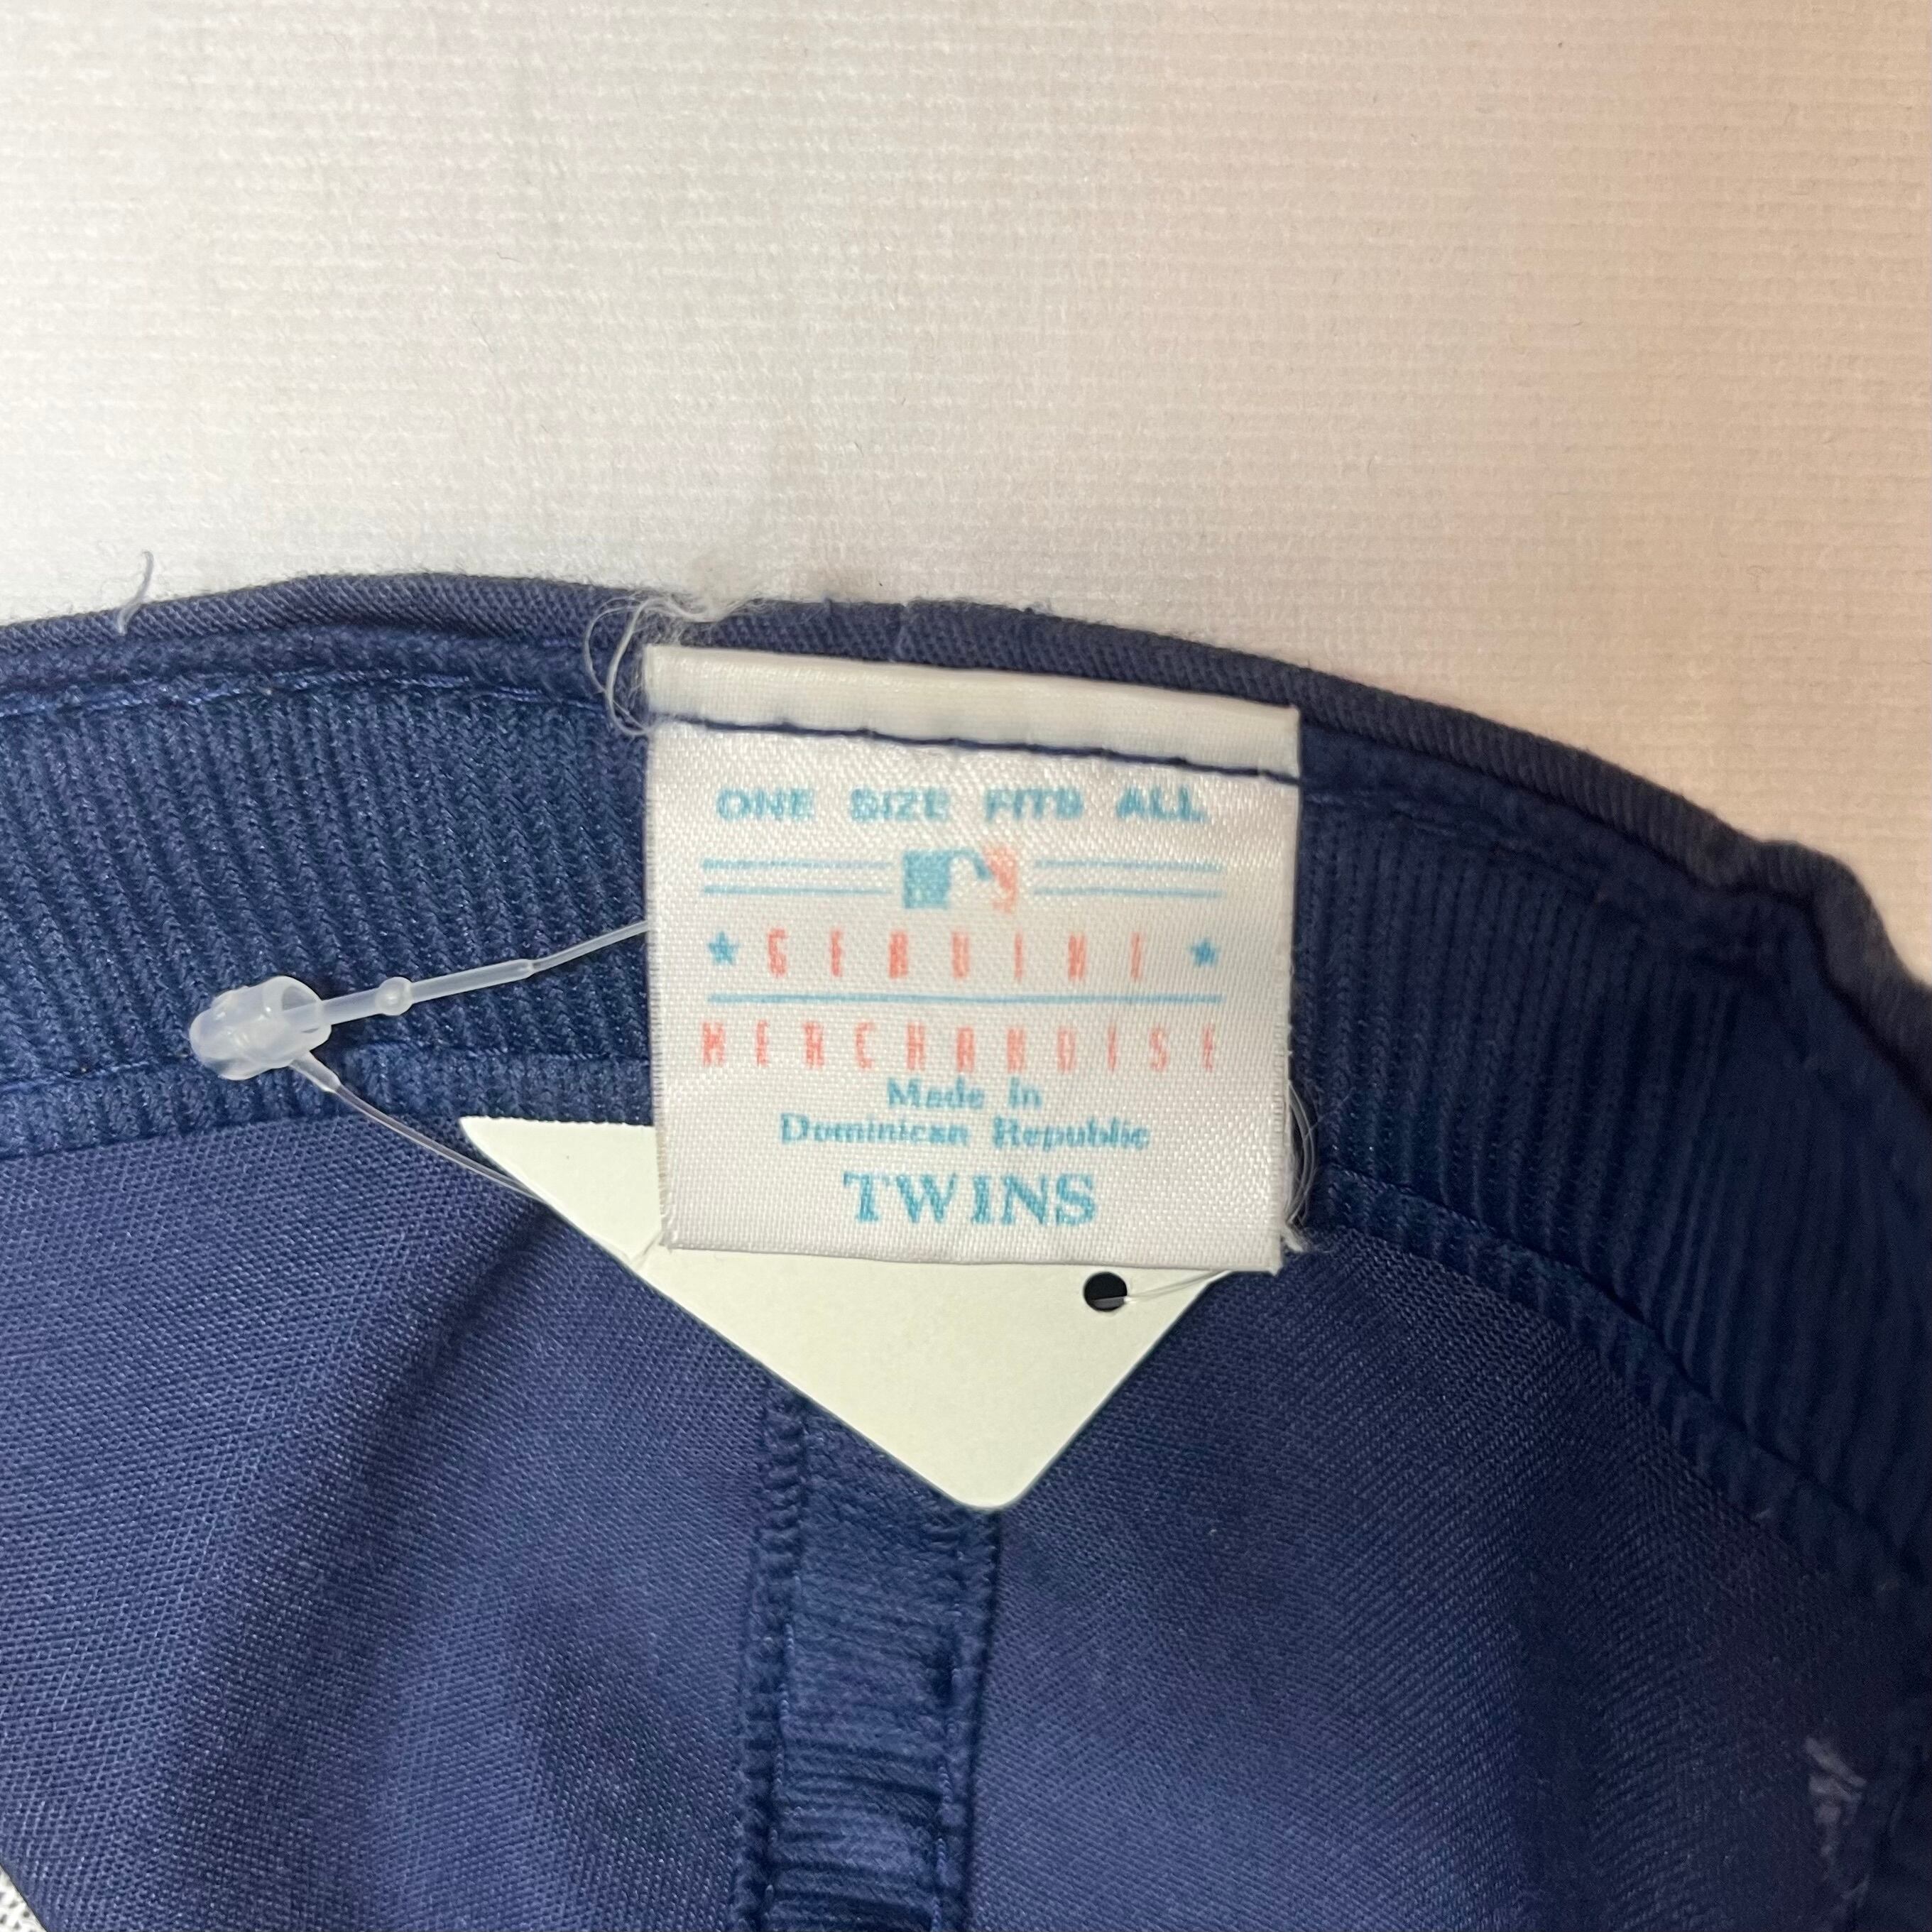 ONE SIZE FITS ALL
GENUINE
MERCHANDISE
Made in
Dominican Republic
TWINS